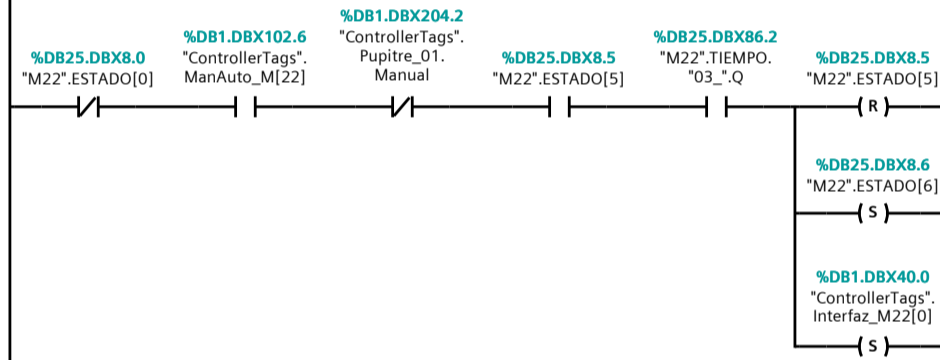 %DB25.DBX8.0
"M22".ESTADO[0]
%DB1.DBX102.6
"ControllerTags".
ManAuto_M[22]
%DB1.DBX204.2
"ControllerTags".
Pupitre_01.
Manual
%DB25.DBX8.5
"M22".ESTADO[5]
%DB25.DBX86.2
"M22".TIEMPO.
"03_".Q
%DB25.DBX8.5
"M22".ESTADO[5]
R
%DB25.DBX8.6
"M22".ESTADO[6]
S
%DB1.DBX40.0
"ControllerTags".
Interfaz_M22[0]
S